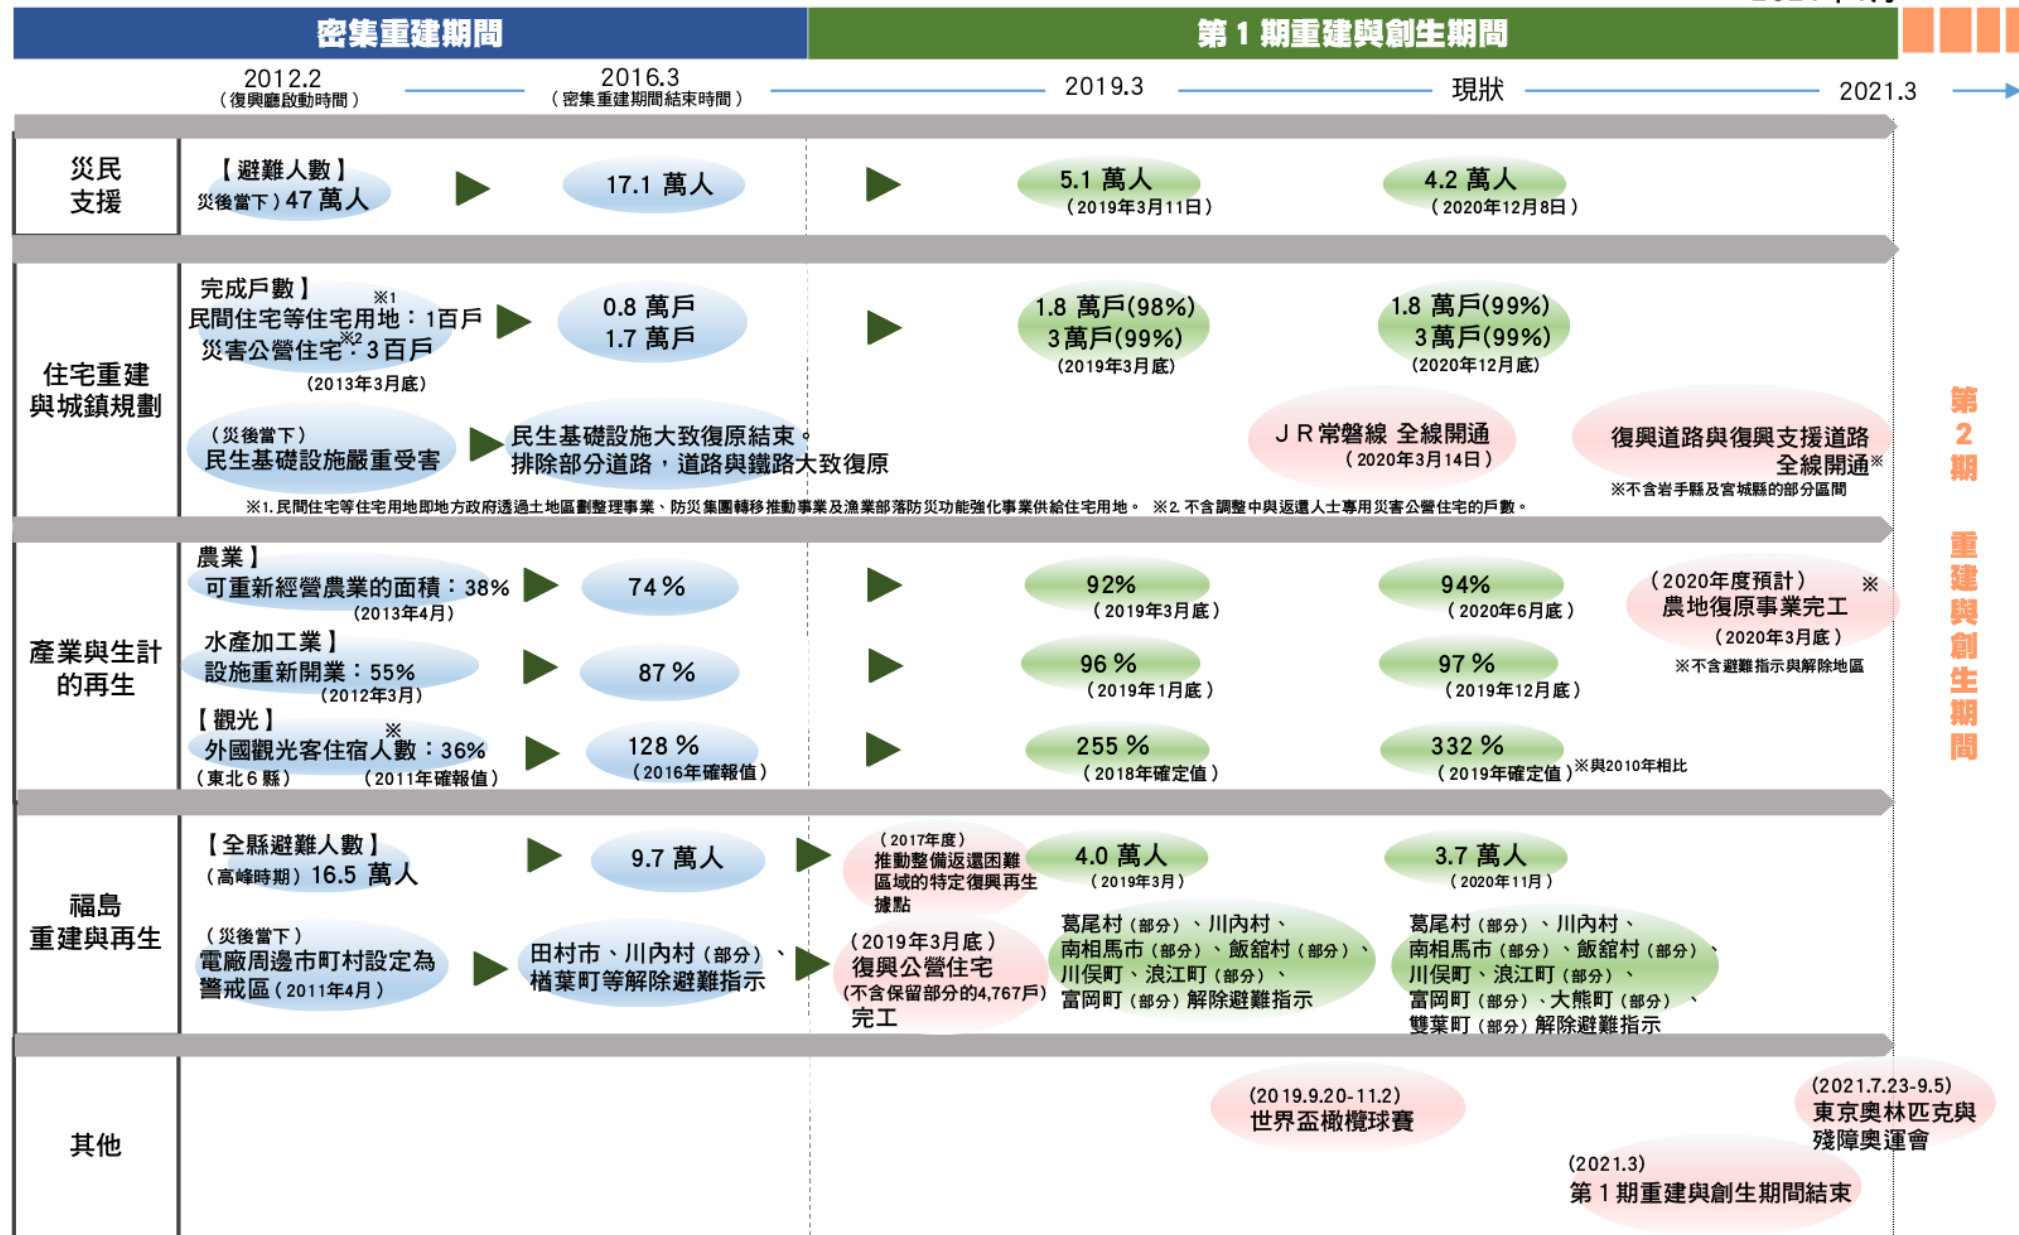 密集重建期間
第 1 期重建與創生期間
2012.2
（復興廳啟動時間）
2016.3
（密集重建期間結束時間）
2019.3
現狀
2021.3
災民
支援
【避難人數】
災後當下）47 萬人
17.1 萬人
5.1 萬人
（2019年3月11日）
4.2 萬人
（2020年12月8日）
住宅重建
與城鎮規劃
完成戶數】
※1
民間住宅等住宅用地：1百戶
※2
災害公營住宅：3百戶
（2013年3月底）
0.8 萬戶
1.7 萬戶
1.8 萬戶(98%)
3萬戶(99%)
（2019年3月底）
1.8 萬戶(99%)
3萬戶(99%)
（2020年12月底）
（災後當下）
民生基礎設施嚴重受害
民生基礎設施大致復原結束。
排除部分道路，道路與鐵路大致復原
ＪＲ常磐線 全線開通
（2020年3月14日）
復興道路與復興支援道路
全線開通※
※不含岩手縣及宮城縣的部分區間
※1. 民間住宅等住宅用地即地方政府透過土地區劃整理事業、防災集團轉移推動事業及漁業部落防災功能強化事業供給住宅用地。 ※2. 不含調整中與返還人士專用災害公營住宅的戶數。
產業與生計
的再生
農業】
可重新經營農業的面積：38%
（2013年4月）
74 %
92%
（2019年3月底）
94%
（2020年6月底）
（2020年度預計） ※
農地復原事業完工
（2020年3月底）
※不含避難指示與解除地區
水產加工業】
設施重新開業：55%
（2012年3月）
87 %
96 %
（2019年1月底）
97 %
（2019年12月底）
【觀光】
※
外國觀光客住宿人數：36%
（東北６縣） （2011年確報值）
128 %
（2016年確報值）
255 %
（2018年確定值）
332 %
（2019年確定值）※與2010年相比
福島
重建與再生
【全縣避難人數】
（高峰時期）16.5 萬人
9.7 萬人
（2017年度）
推動整備返還困難
區域的特定復興再生
據點
4.0 萬人
（2019年3月）
3.7 萬人
（2020年11月）
（災後當下）
電廠周邊市町村設定為
警戒區（2011年4月）
田村市、川內村（部分）、
楢葉町等解除避難指示
（2019年3月底）
復興公營住宅
(不含保留部分的4,767戶)
完工
葛尾村（部分）、川內村、
南相馬市（部分）、飯舘村（部分）、
川俣町、浪江町（部分）、
富岡町（部分）解除避難指示
葛尾村（部分）、川內村、
南相馬市（部分）、飯舘村（部分）、
川俣町、浪江町（部分）、
富岡町（部分）、大熊町（部分）、
雙葉町（部分）解除避難指示
其他
(2019.9.20-11.2)
世界盃橄欖球賽
(2021.7.23-9.5)
東京奧林匹克與
殘障奧運會
(2021.3)
第 1 期重建與創生期間結束
第2期 重建與創生期間